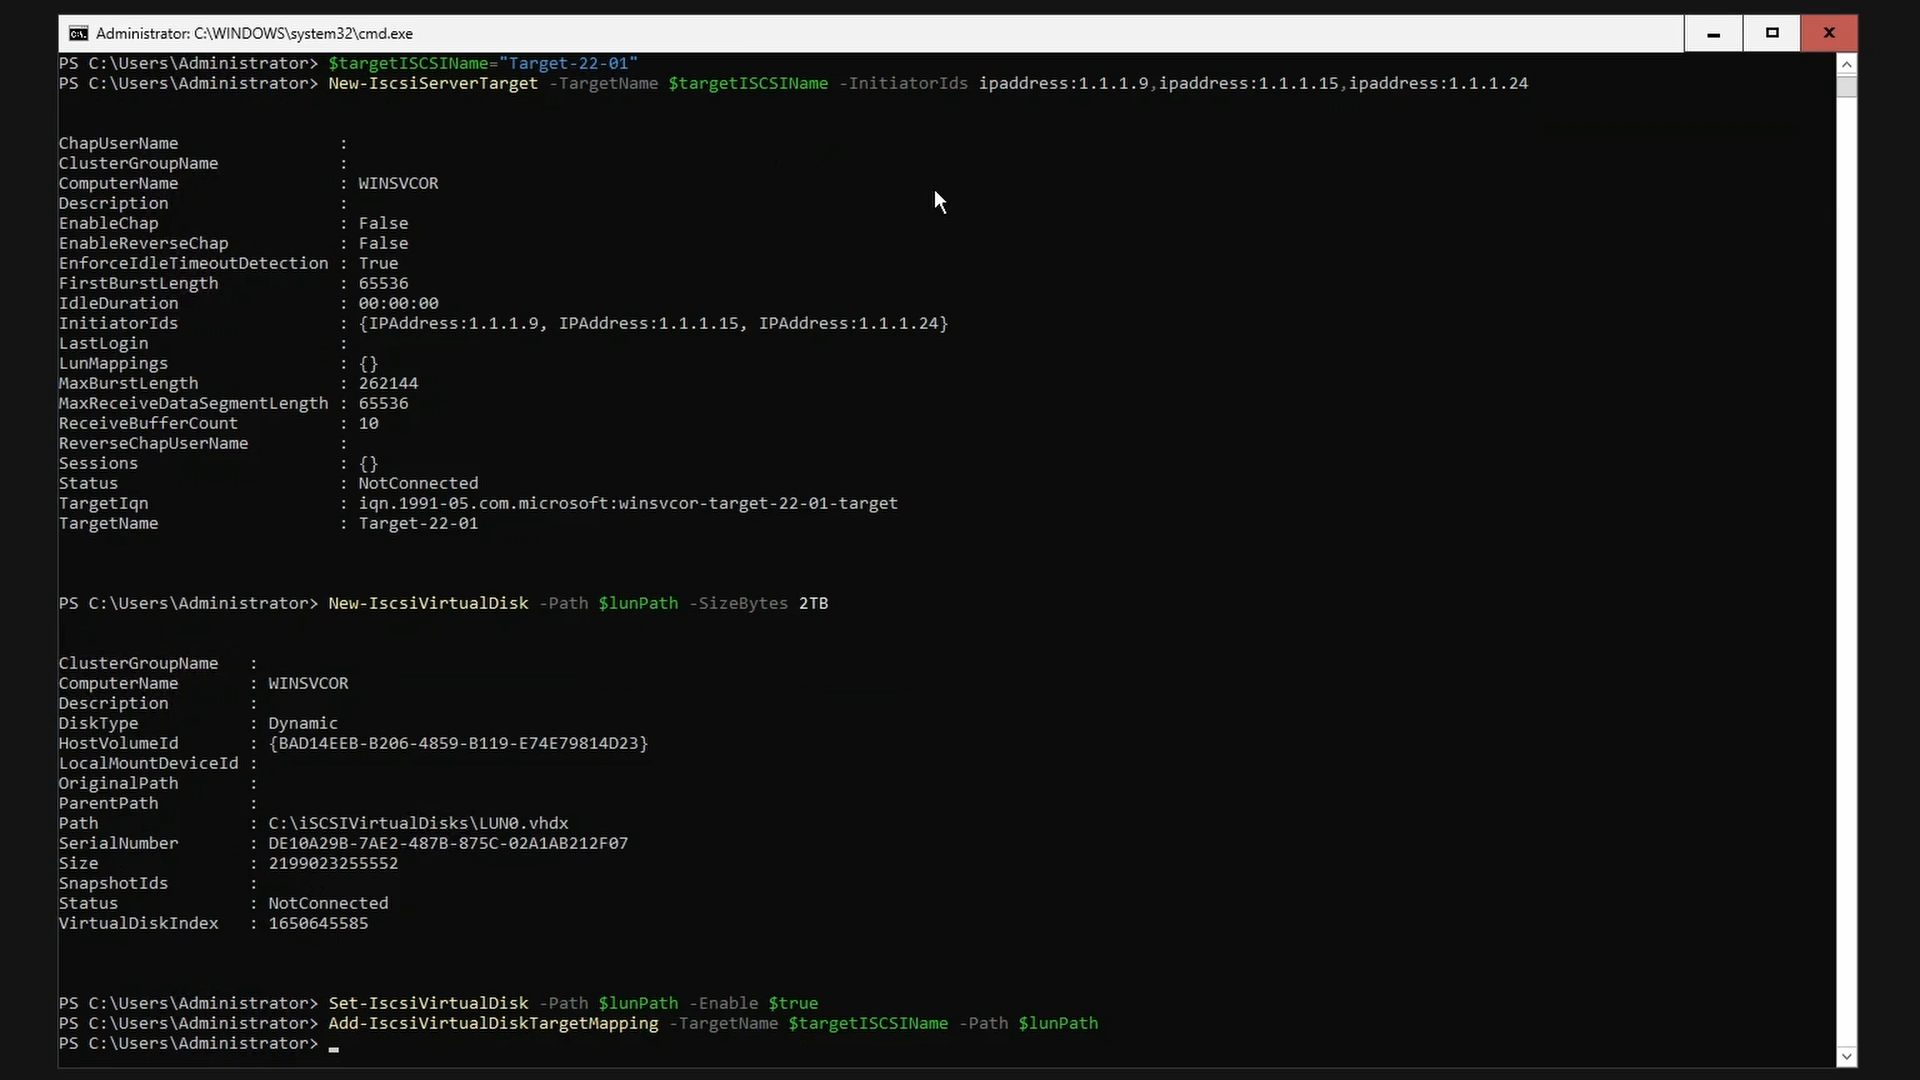 Administrator: C:\WINDOWS\system32\cmd.exe
PS C:\Users\Administrator> $targetISCSIName="Target-22-01"
PS C:\Users\Administrator> New-IscsiServerTarget -TargetName $targetISCSIName -InitiatorIds ipaddress:1.1.1.9,ipaddress:1.1.1.15,ipaddress:1.1.1.24
ChapUserName :
ClusterGroupName :
ComputerName : WINSVCOR
Description :
EnableChap : False
EnableReverseChap : False
EnforceIdleTimeoutDetection : True
FirstBurstLength : 65536
IdleDuration : 00:00:00
InitiatorIds : {IPAddress:1.1.1.9, IPAddress:1.1.1.15, IPAddress:1.1.1.24}
LastLogin :
LunMappings : {}
MaxBurstLength : 262144
MaxReceiveDataSegmentLength : 65536
ReceiveBufferCount : 10
ReverseChapUserName :
Sessions : {}
Status : NotConnected
TargetIqn : iqn.1991-05.com.microsoft:winsvcor-target-22-01-target
TargetName : Target-22-01
PS C:\Users\Administrator> New-IscsiVirtualDisk -Path $lunPath -SizeBytes 2TB
ClusterGroupName :
ComputerName : WINSVCOR
Description :
DiskType : Dynamic
HostVolumeId : {BAD14EEB-B206-4859-B119-E74E79814D23}
LocalMountDeviceId :
OriginalPath :
ParentPath :
Path : C:\iSCSIVirtualDisks\LUN0.vhdx
SerialNumber : DE10A29B-7AE2-487B-875C-02A1AB212F07
Size : 2199023255552
SnapshotIds :
Status : NotConnected
VirtualDiskIndex : 1650645585
PS C:\Users\Administrator> Set-IscsiVirtualDisk -Path $lunPath -Enable $true
PS C:\Users\Administrator> Add-IscsiVirtualDiskTargetMapping -TargetName $targetISCSIName -Path $lunPath
PS C:\Users\Administrator>